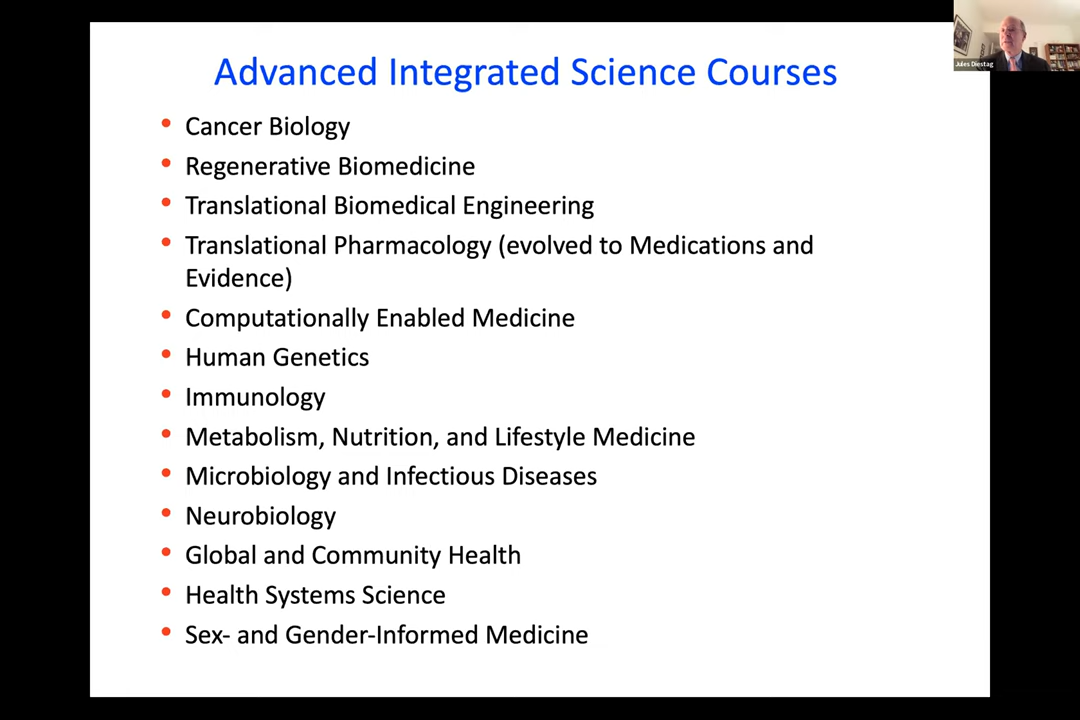 Advanced Integrated Science Courses
Jules Dienstag
• Cancer Biology
• Regenerative Biomedicine
• Translational Biomedical Engineering
• Translational Pharmacology (evolved to Medications and
Evidence)
• Computationally Enabled Medicine
• Human Genetics
• Immunology
• Metabolism, Nutrition, and Lifestyle Medicine
• Microbiology and Infectious Diseases
• Neurobiology
• Global and Community Health
• Health Systems Science
• Sex- and Gender-Informed Medicine